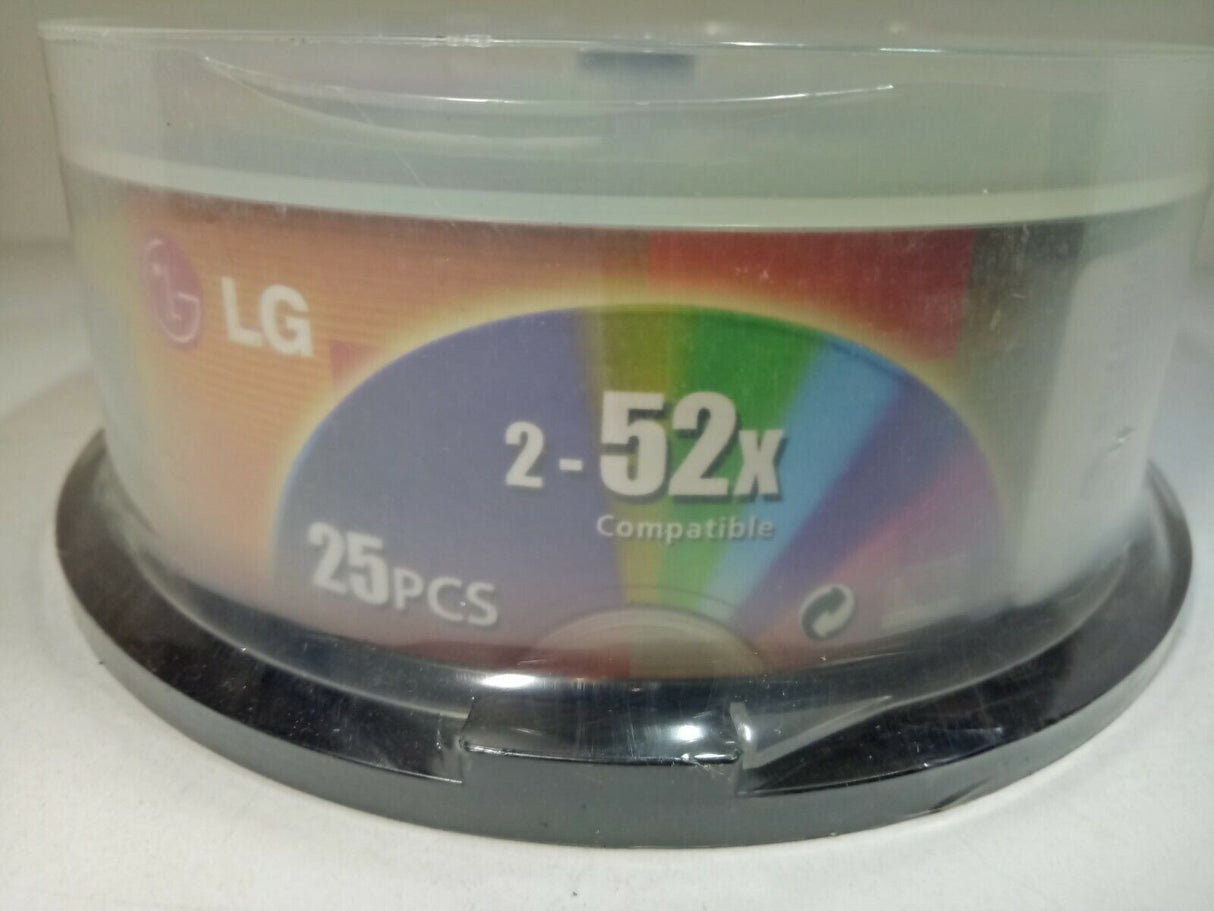 LG
2-52x
Compatible
25PCS